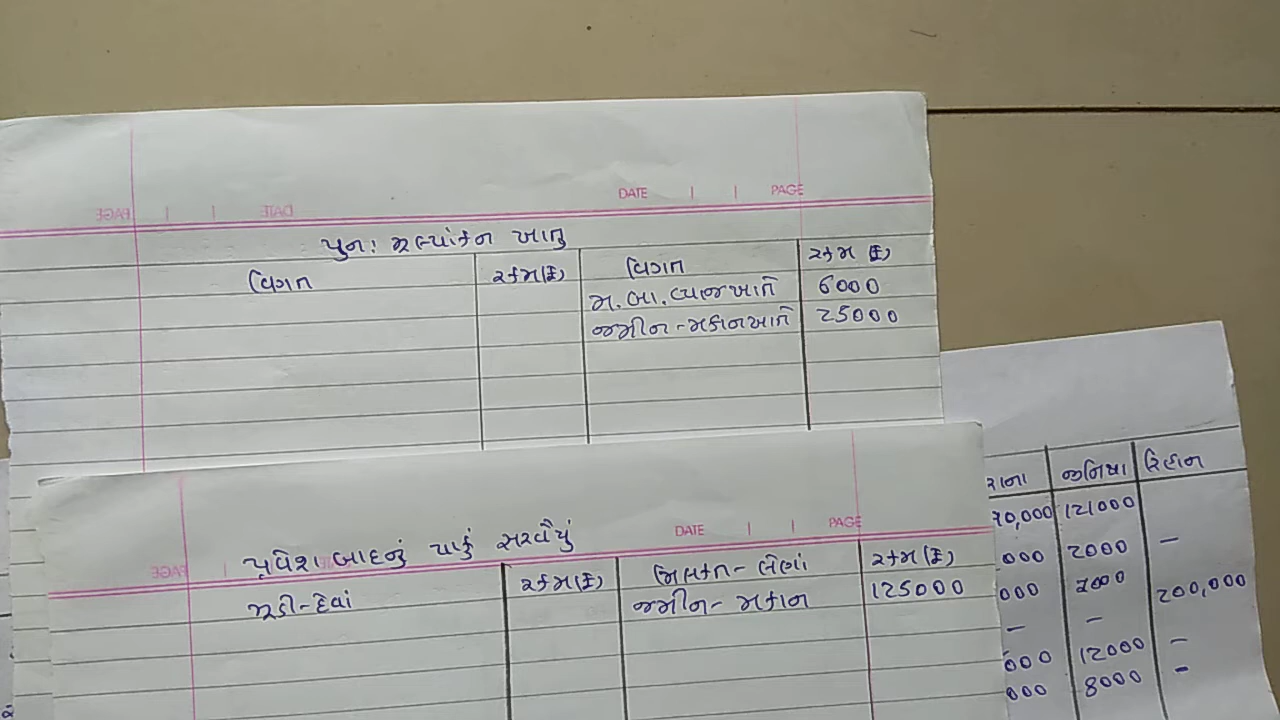 DATE | | PAGE
પુનઃ મૂલ્યાંકન ખાતુ
વિગત રકમ(₹) વિગત રકમ (₹)
મ.બા.વ્યાજખાતે 6000
જમીન-મકાનખાતે 25000
રાના જીનિષા રિહાન
70,000 121000
000 2000 -
000 2000 200,000
- -
000 12000 -
000 8000 -
DATE | | PAGE
પ્રવેશ બાદનું પાકું સરવૈયું
મૂડી-દેવાં રકમ(₹) મિલકત-લેણાં રકમ(₹)
જમીન-મકાન 125000